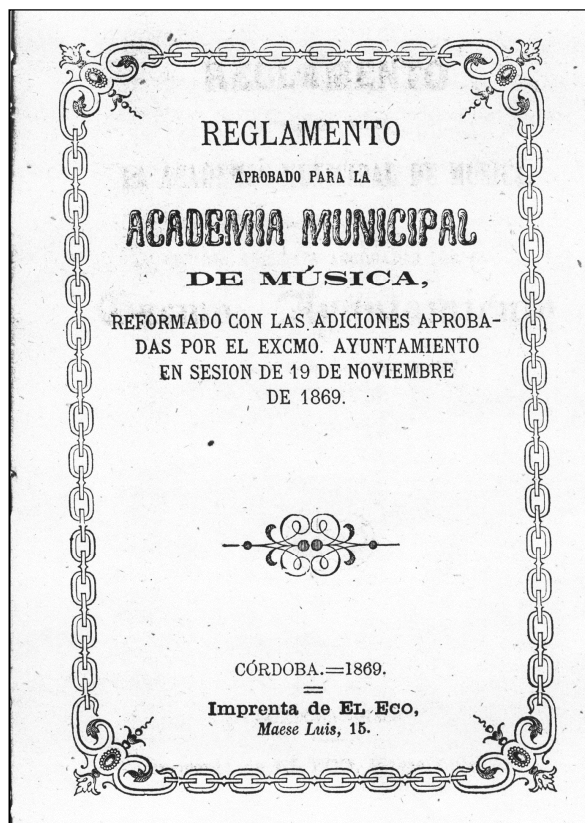 REGLAMENTO
APROBADO PARA LA
ACADEMIA MUNICIPAL
DE MÚSICA,
REFORMADO CON LAS ADICIONES APROBA-
DAS POR EL EXCMO. AYUNTAMIENTO
EN SESION DE 19 DE NOVIEMBRE
DE 1869.
CÓRDOBA.=1869.
Imprenta de EL ECO,
Maese Luis, 15.